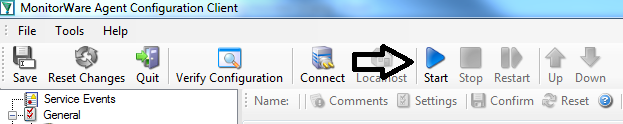 MonitorWare Agent Configuration Client
File Tools Help
Save Reset Changes Quit Verify Configuration Connect Localhost Start Stop Restart Up Down
Service Events Name: Comments Settings Confirm Reset
General